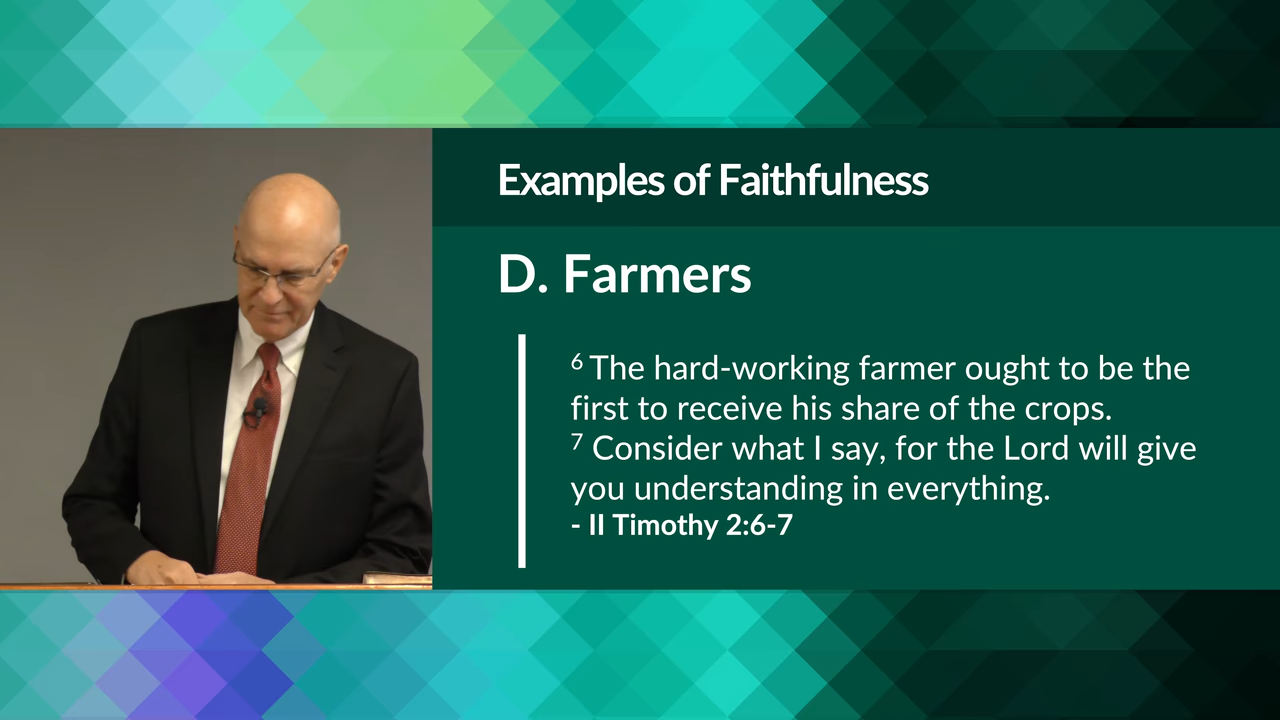 Examples of Faithfulness
D. Farmers
⁶ The hard-working farmer ought to be the
first to receive his share of the crops.
⁷ Consider what I say, for the Lord will give
you understanding in everything.
- II Timothy 2:6-7